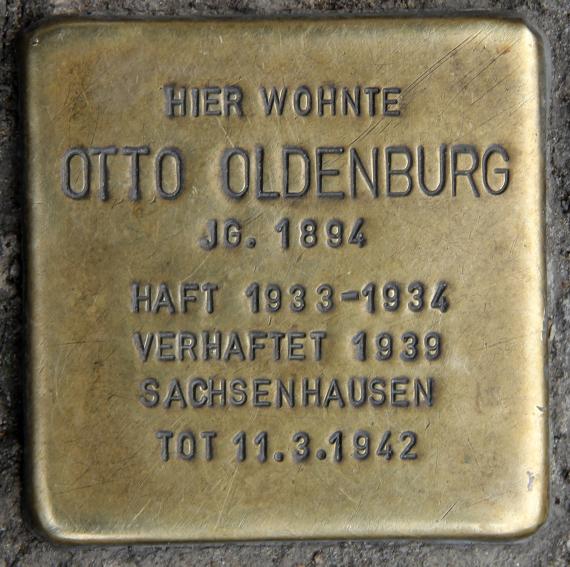 HIER WOHNTE
OTTO OLDENBURG
JG. 1894
HAFT 1933-1934
VERHAFTET 1939
SACHSENHAUSEN
TOT 11.3.1942